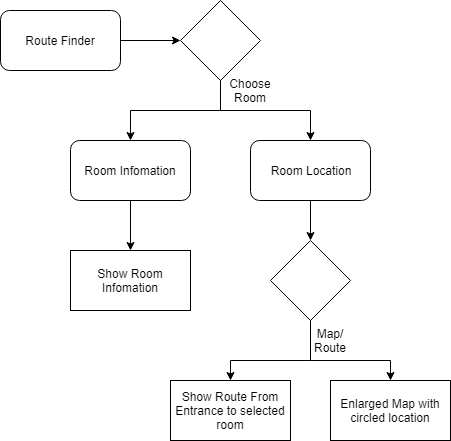 Route Finder
Choose
Room
Room Infomation
Room Location
Show Room
Infomation
Map/
Route
Show Route From
Entrance to selected
room
Enlarged Map with
circled location